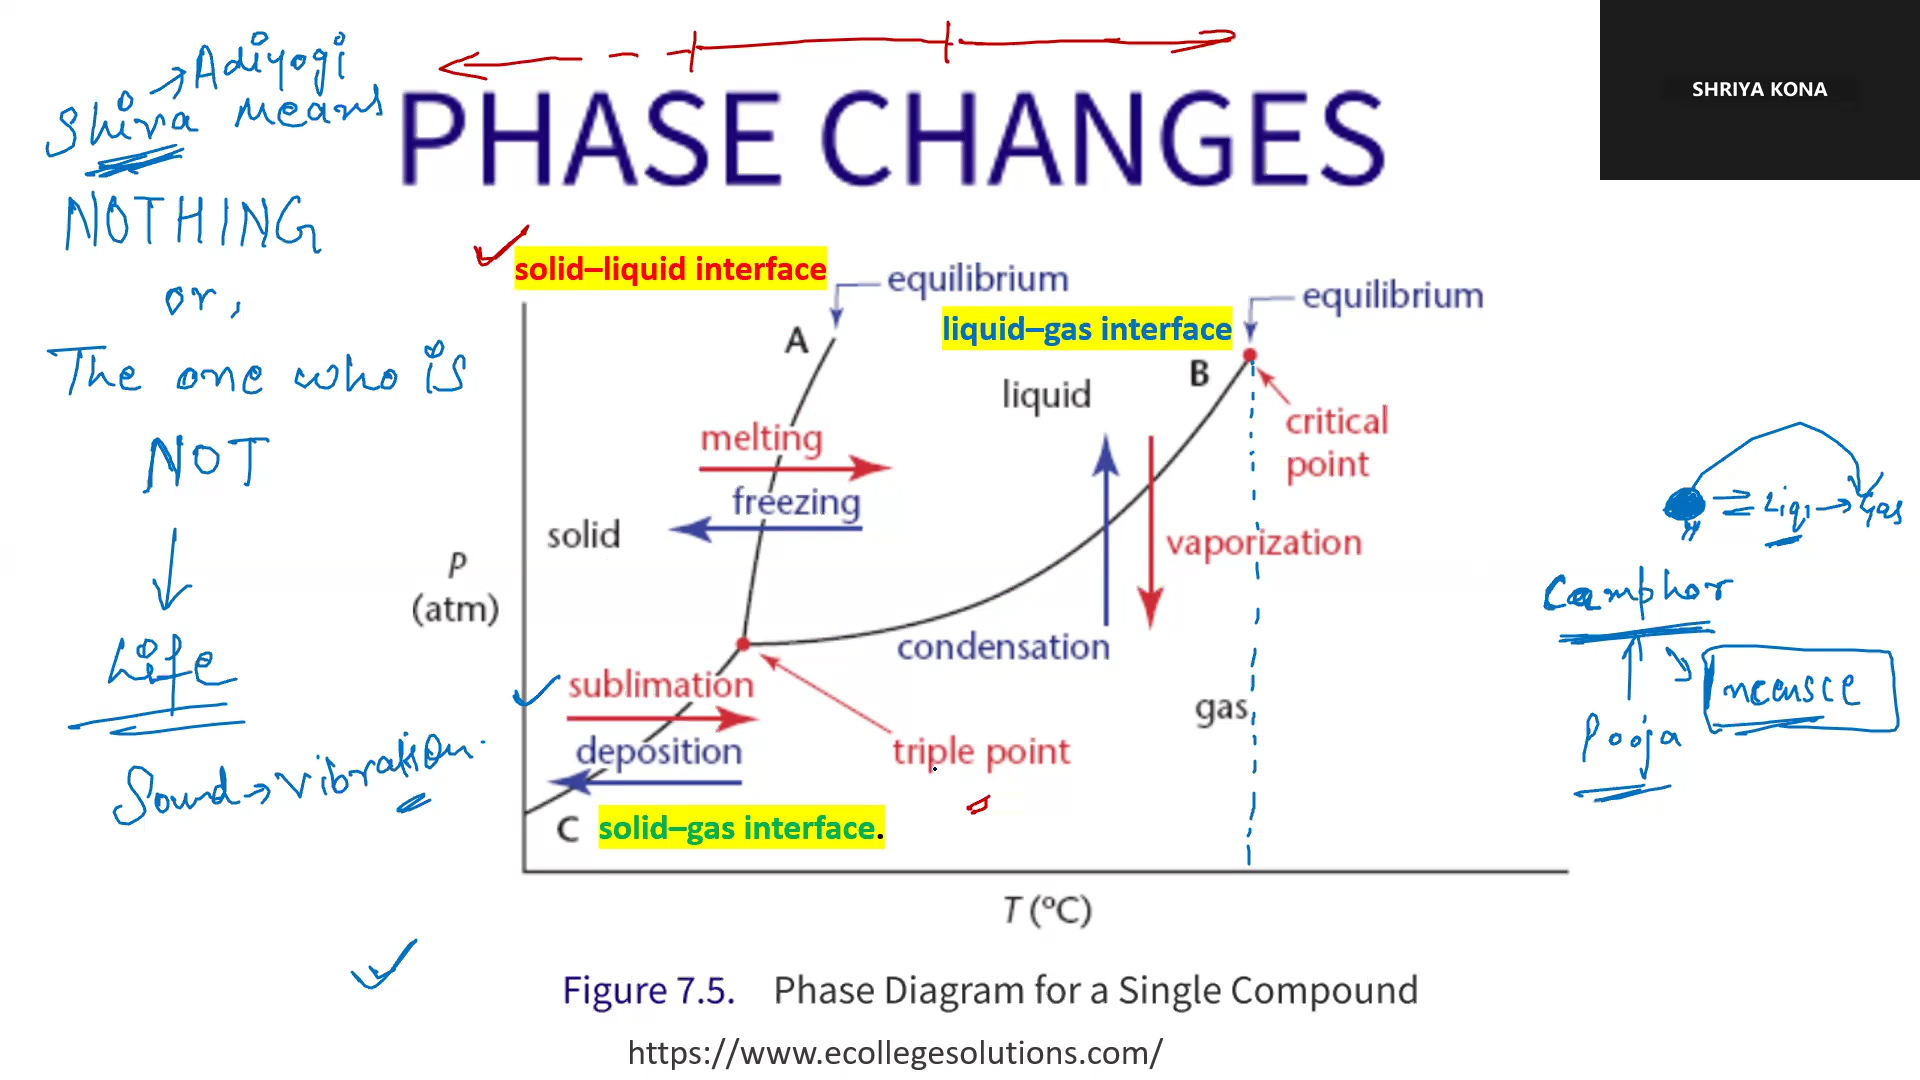 SHRIYA KONA
Adiyogi
Shiva means
NOTHING
or,
The one who is
NOT
Life
Sound → vibration.
PHASE CHANGES
solid–liquid interface
equilibrium
equilibrium
liquid–gas interface
A
B
liquid
critical
point
melting
freezing
solid
P
(atm)
vaporization
condensation
sublimation
deposition
triple point
gas
C
solid–gas interface.
T (°C)
Liq → Gas
Camphor
Incensce
Pooja
Figure 7.5. Phase Diagram for a Single Compound
https://www.ecollegesolutions.com/